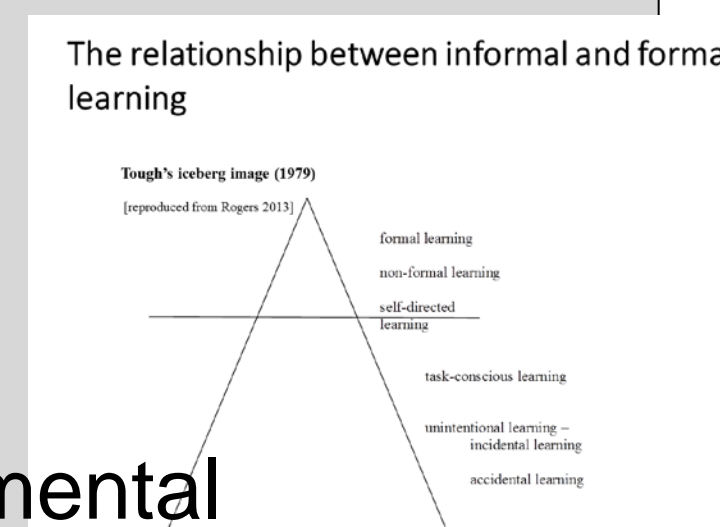 The relationship between informal and forma
learning
Tough's iceberg image (1979)
[reproduced from Rogers 2013]
formal learning
non-formal learning
self-directed
learning
task-conscious learning
unintentional learning –
incidental learning
accidental learning
mental